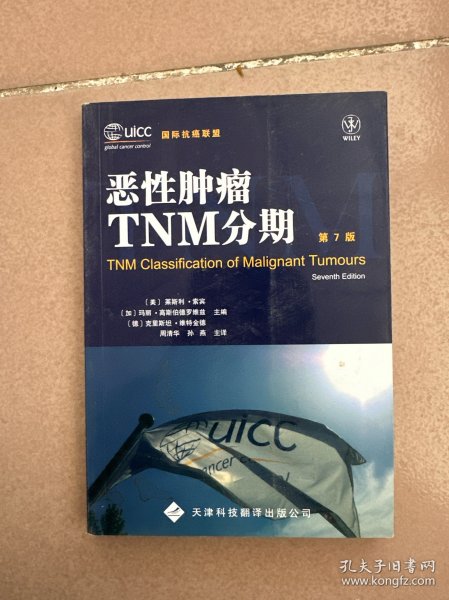 uicc
global cancer control
国际抗癌联盟
WILEY
恶性肿瘤
TNM分期
第7版
TNM Classification of Malignant Tumours
Seventh Edition
〔美〕莱斯利·索宾
〔加〕玛丽·高斯伯德罗维兹 主编
〔德〕克里斯坦·维特金德
周清华 孙燕 主译
uicc
cancer
天津科技翻译出版公司
孔夫子旧书网
www.kongfz.com